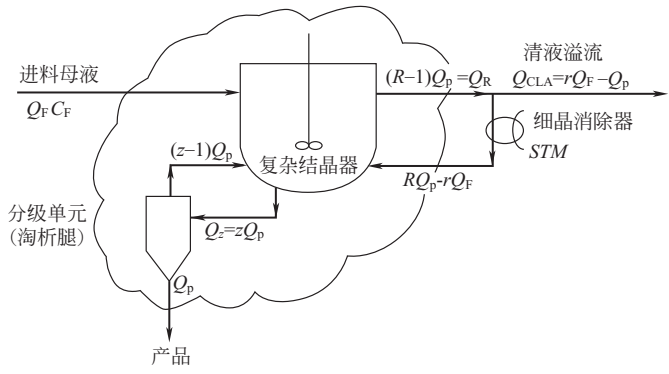 进料母液
Q_F C_F
(R−1)Q_p =Q_R
清液溢流
Q_CLA=rQ_F−Q_p
细晶消除器
STM
RQ_p-rQ_F
(z−1)Q_p
复杂结晶器
分级单元
(淘析腿)
Q_z=zQ_p
Q_p
产品